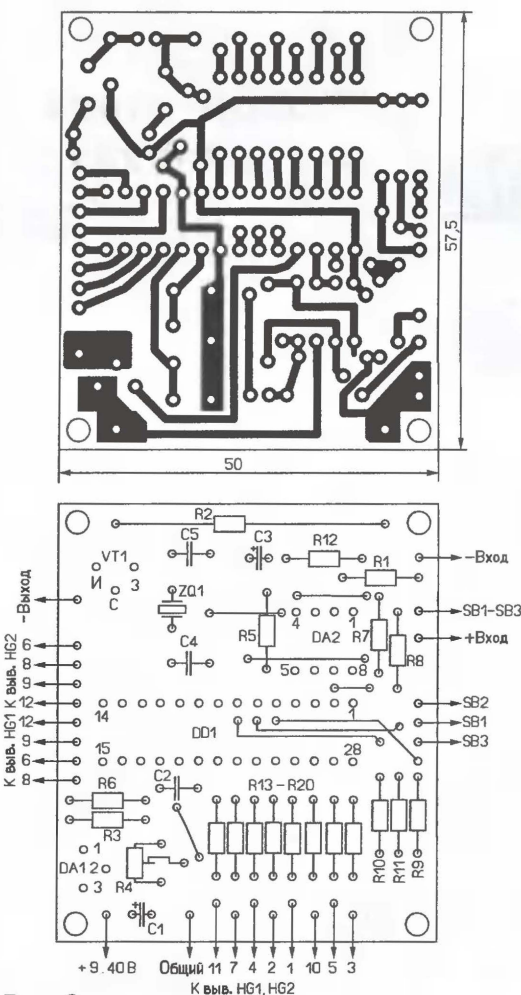 57,5
50
R2
C5
C3
R12
VT1
R1
И
З
С
ZQ1
-Вход
-Выход
4
1
SB1-SB3
R5
DA2
R7
R8
+Вход
C4
5
8
6
8
9
12
12
9
6
8
К выв. HG1 К выв. HG2
14
1
DD1
15
28
SB2
SB1
SB3
C2
R13-R20
R6
R3
R10
R11
R9
1
DA1 2
3
R4
C1
+9...40 В
Общий 11 7 4 2 1 10 5 3
К выв. HG1, HG2